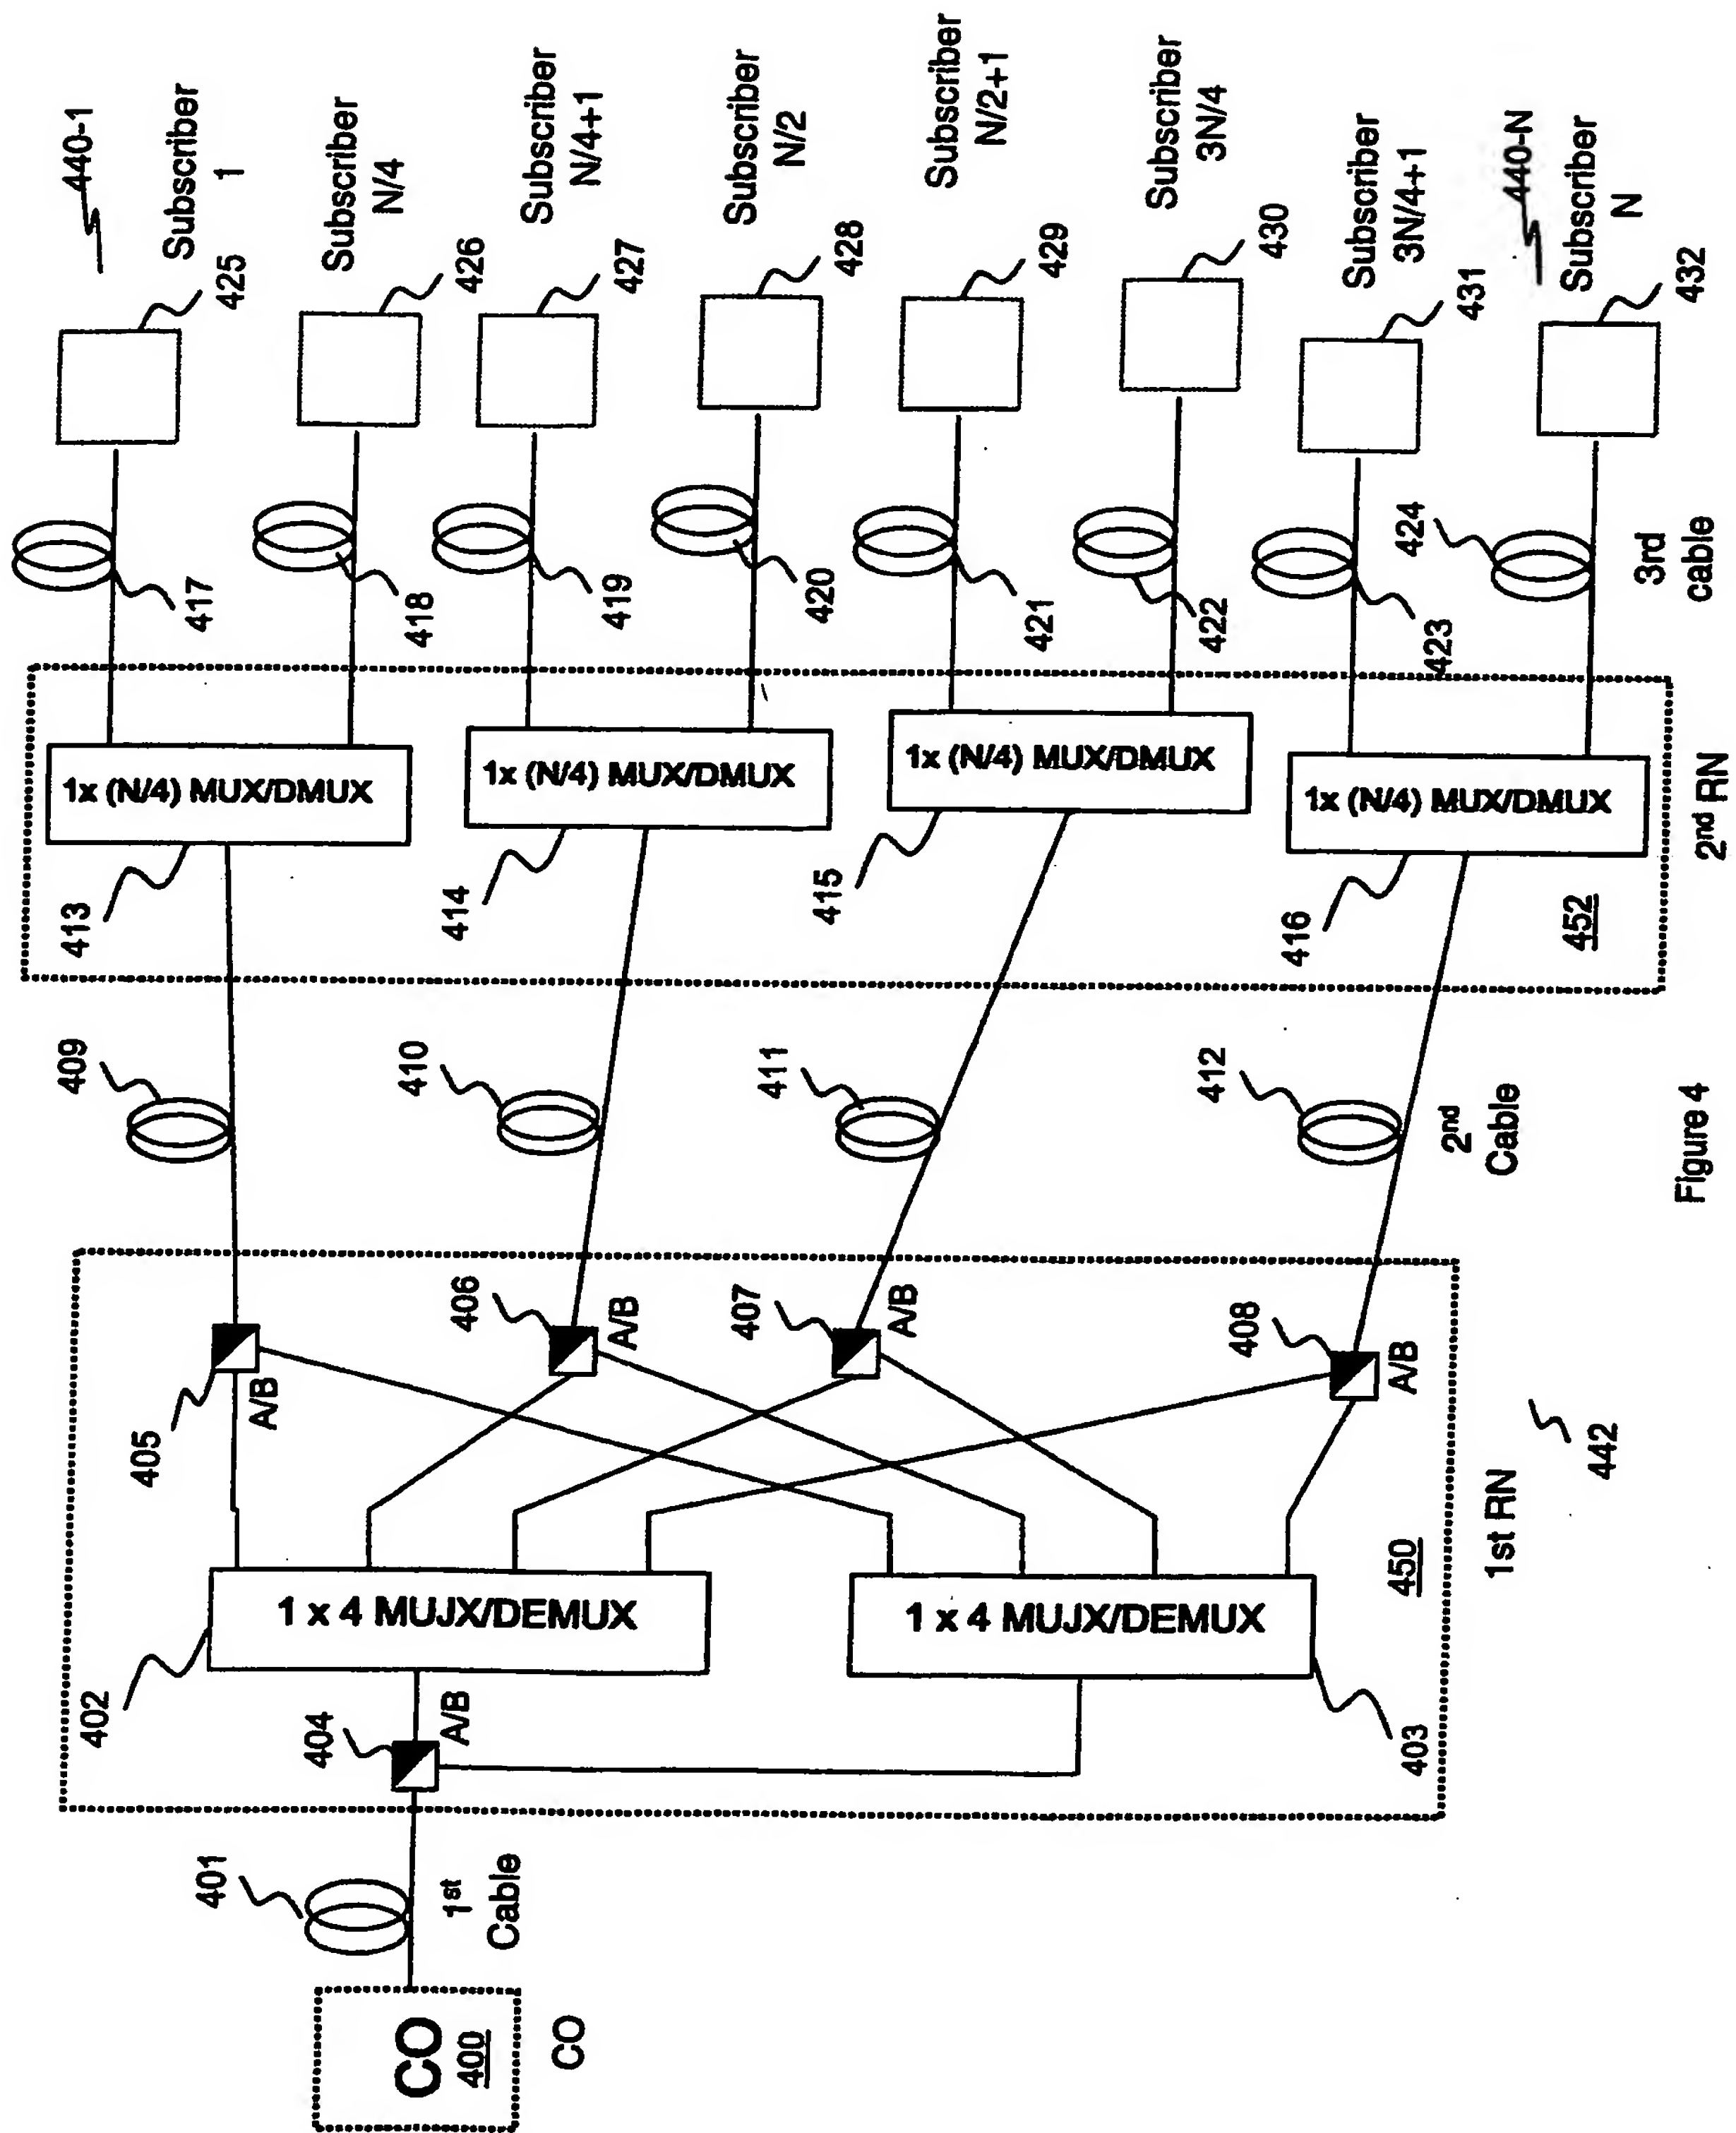 440-1
Subscriber
1
425
Subscriber
N/4
426
Subscriber
N/4+1
427
Subscriber
N/2
428
Subscriber
N/2+1
429
Subscriber
3N/4
430
Subscriber
3N/4+1
431
440-N
Subscriber
N
432
417
418
419
420
421
422
423
424
3rd
cable
1x (N/4) MUX/DMUX
1x (N/4) MUX/DMUX
1x (N/4) MUX/DMUX
1x (N/4) MUX/DMUX
413
414
415
416
452
2nd RN
409
410
411
412
2nd
Cable
405
A/B
406
A/B
407
A/B
408
A/B
1 x 4 MUJX/DEMUX
1 x 4 MUJX/DEMUX
402
403
404
A/B
450
1st RN
442
401
1st
Cable
CO
400
CO
Figure 4